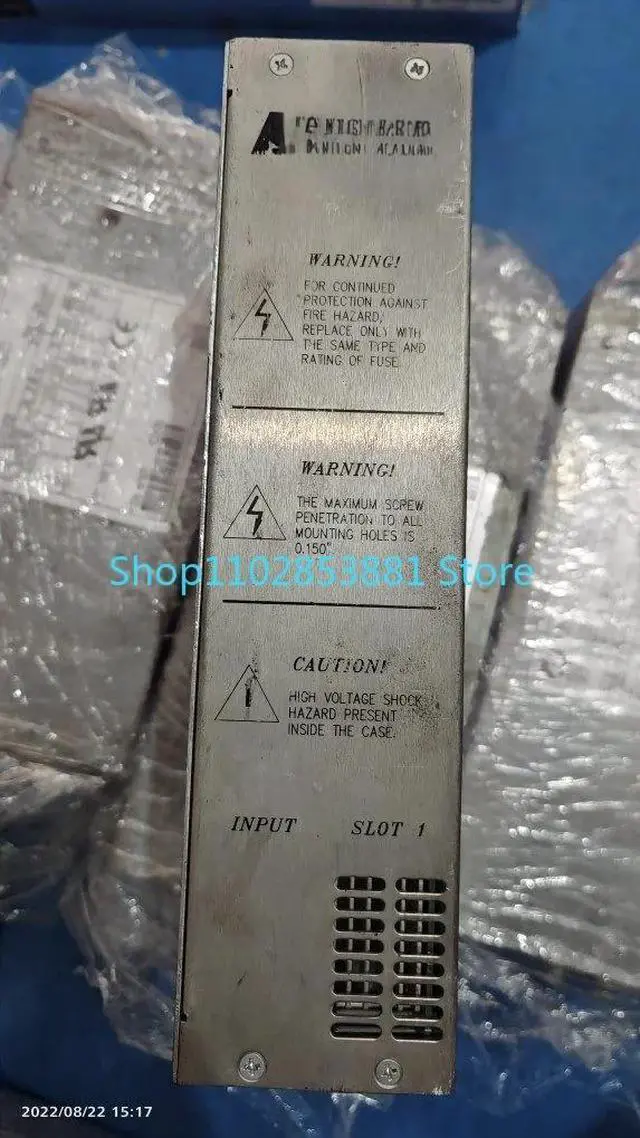 WARNING!
FOR CONTINUED
PROTECTION AGAINST
FIRE HAZARD,
REPLACE ONLY WITH
THE SAME TYPE AND
RATING OF FUSE.
WARNING!
THE MAXIMUM SCREW
PENETRATION TO ALL
MOUNTING HOLES IS
0.150"
Shop1102853881 Store
CAUTION!
HIGH VOLTAGE SHOCK
HAZARD PRESENT
INSIDE THE CASE.
INPUT SLOT 1
2022/08/22 15:17